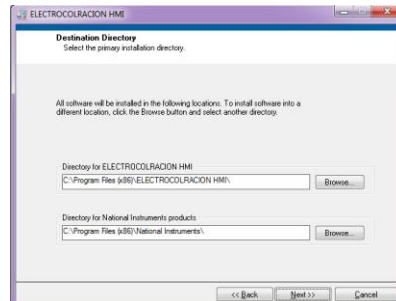 ELECTROCOLRACION HMI
Destination Directory
Select the primary installation directory.
All software will be installed in the following locations. To install software into a
different location, click the Browse button and select another directory.
Directory for ELECTROCOLRACION HMI
C:\Program Files (x86)\ELECTROCOLRACION HMI\
Browse...
Directory for National Instruments products
C:\Program Files (x86)\National Instruments\
Browse...
<< Back
Next >>
Cancel